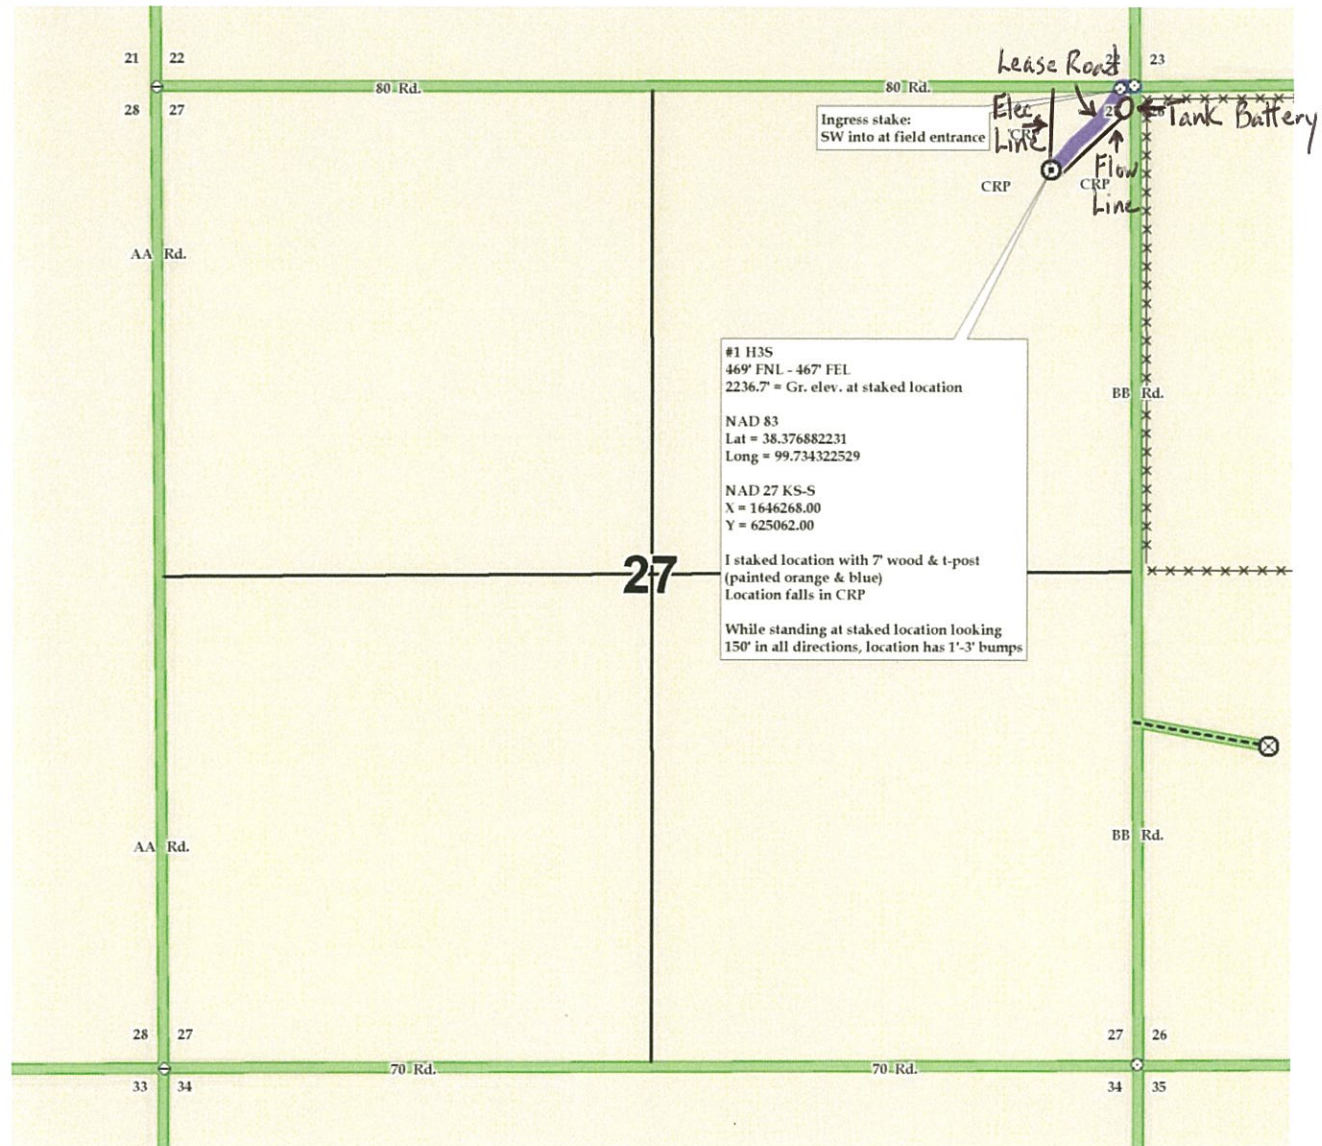 21 22
23
Lease Road
80 Rd.
80 Rd.
28 27
Ingress stake:
SW into at field entrance
Elec
Line
Tank Battery
CRP
CRP
Flow
Line
AA Rd.
#1 H3S
469' FNL - 467' FEL
2236.7' = Gr. elev. at staked location
NAD 83
Lat = 38.376882231
Long = 99.734322529
NAD 27 KS-S
X = 1646268.00
Y = 625062.00
I staked location with 7' wood & t-post
(painted orange & blue)
Location falls in CRP
While standing at staked location looking
150' in all directions, location has 1'-3' bumps
BB Rd.
27
AA Rd.
BB Rd.
28 27
27 26
70 Rd.
70 Rd.
33 34
34 35